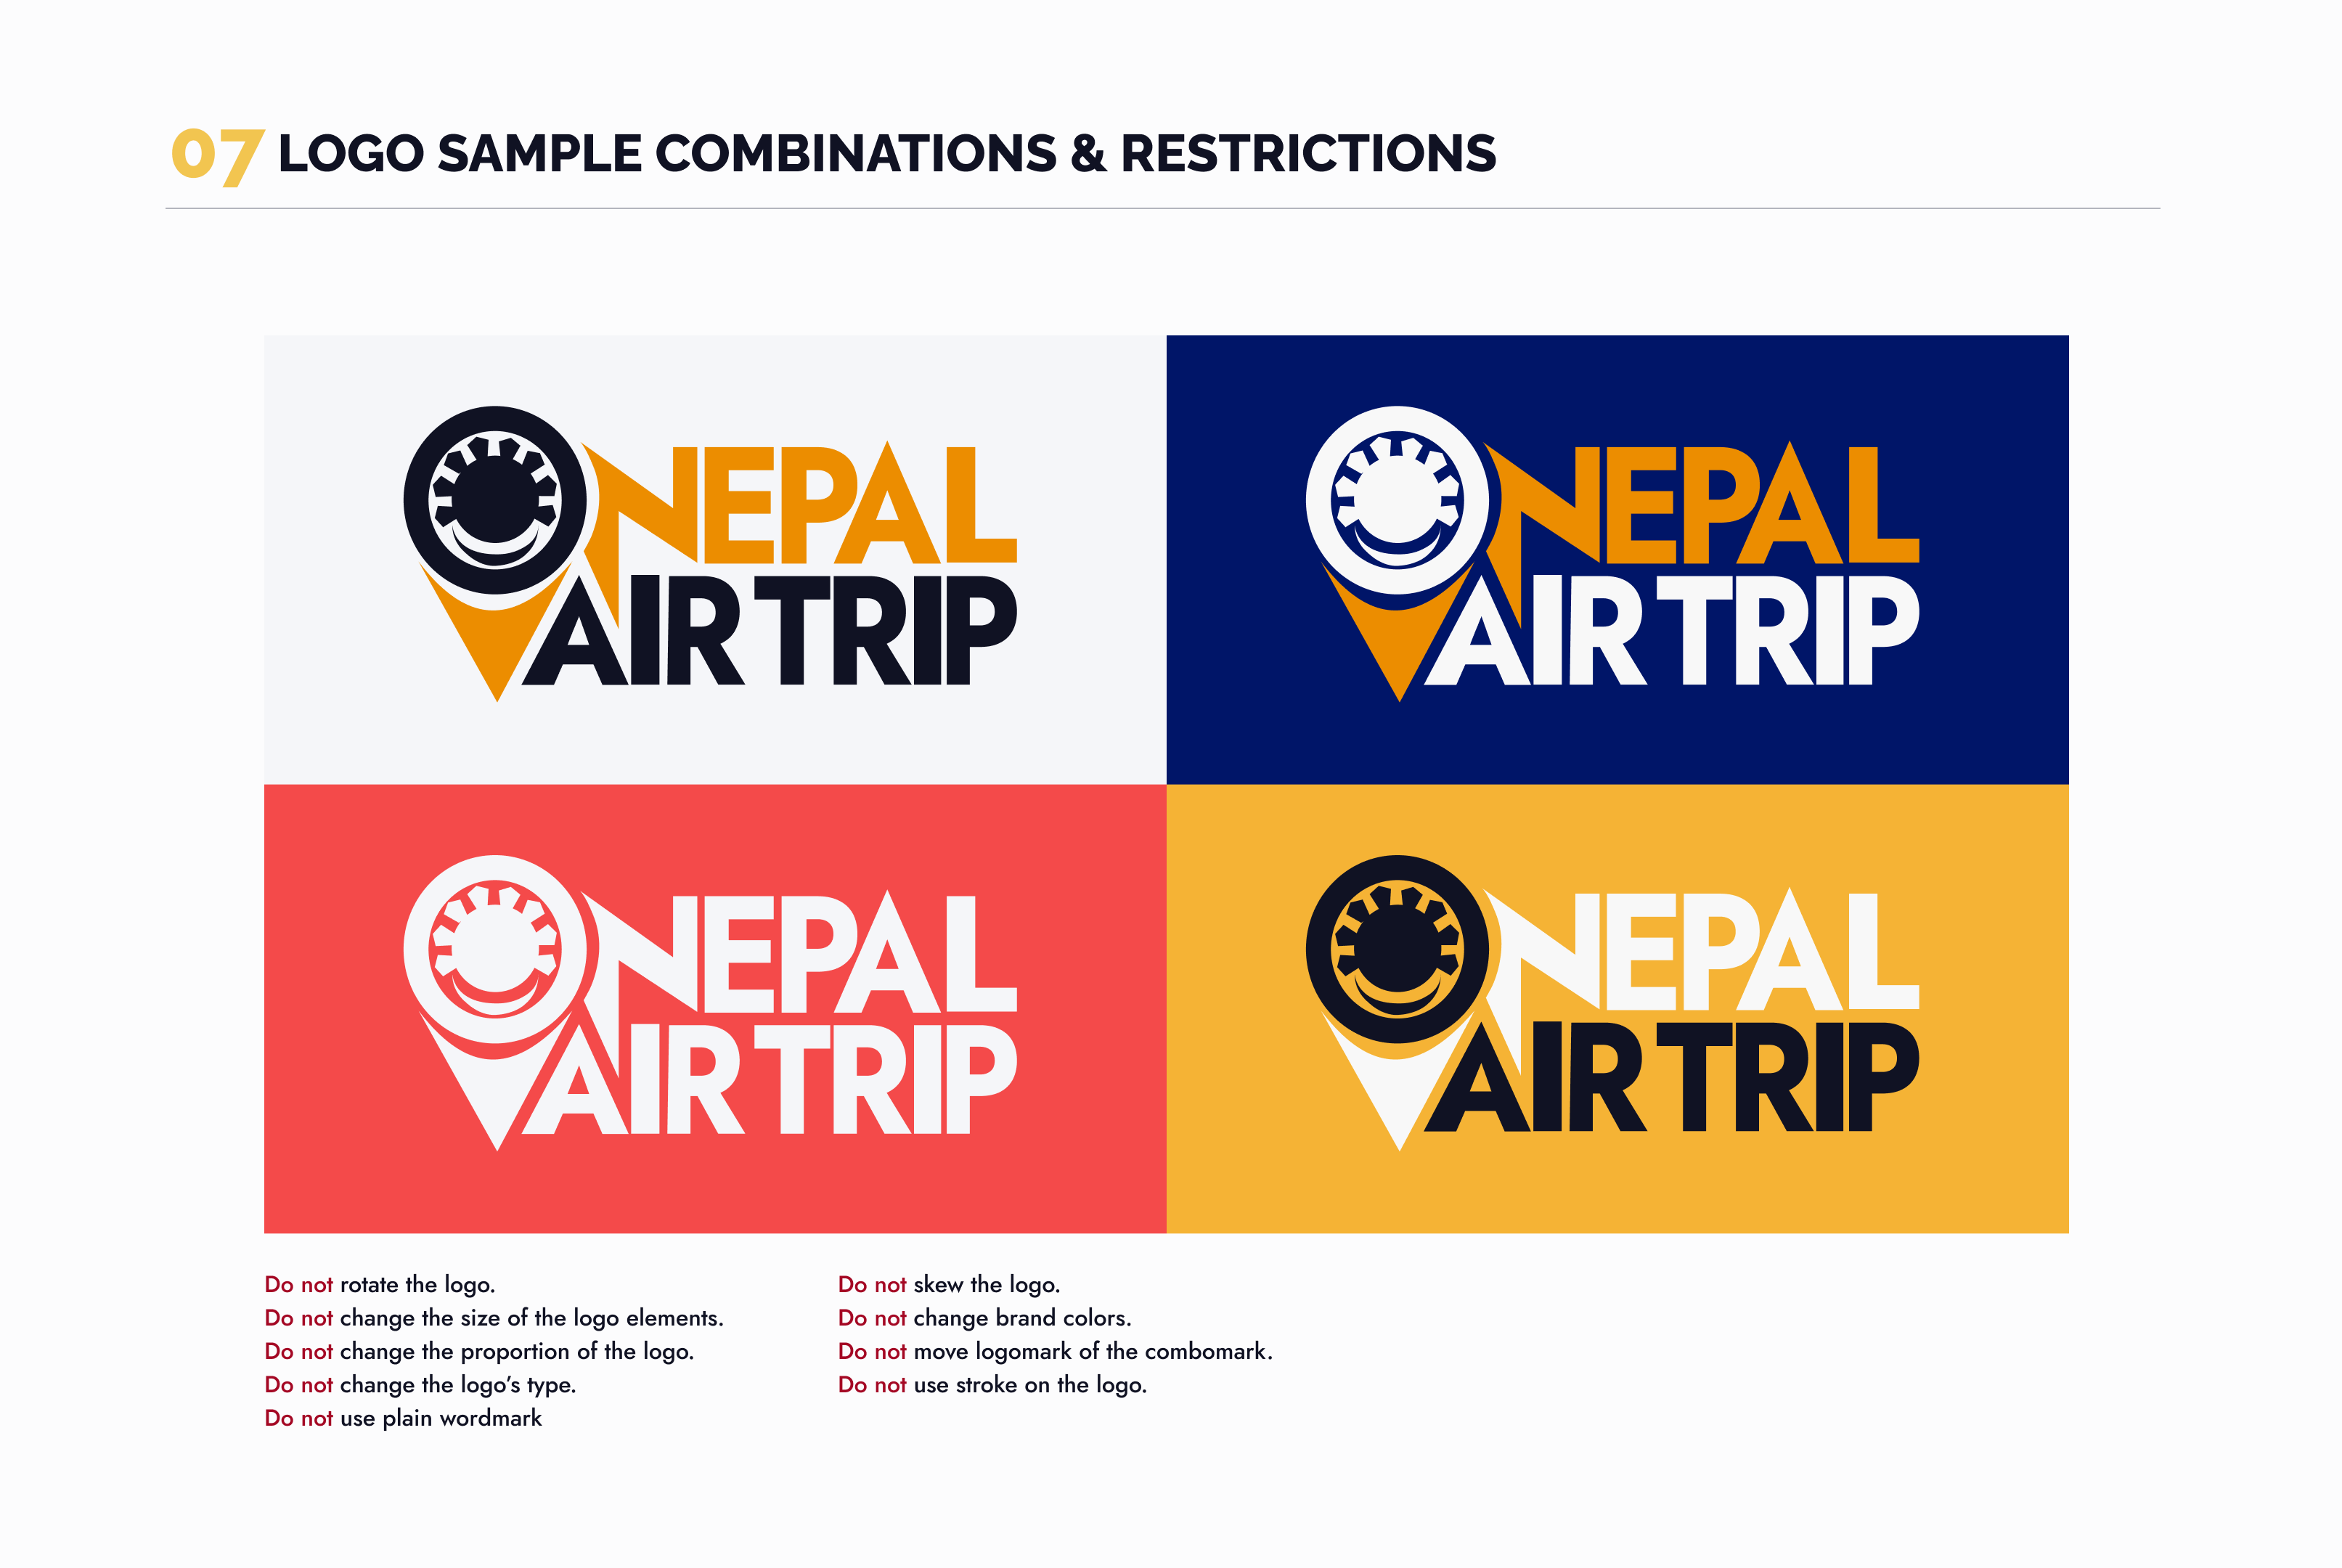 07 LOGO SAMPLE COMBINATIONS & RESTRICTIONS
NEPAL
AIR TRIP
NEPAL
AIR TRIP
NEPAL
AIR TRIP
NEPAL
AIR TRIP
Do not rotate the logo.
Do not change the size of the logo elements.
Do not change the proportion of the logo.
Do not change the logo’s type.
Do not use plain wordmark
Do not skew the logo.
Do not change brand colors.
Do not move logomark of the combomark.
Do not use stroke on the logo.